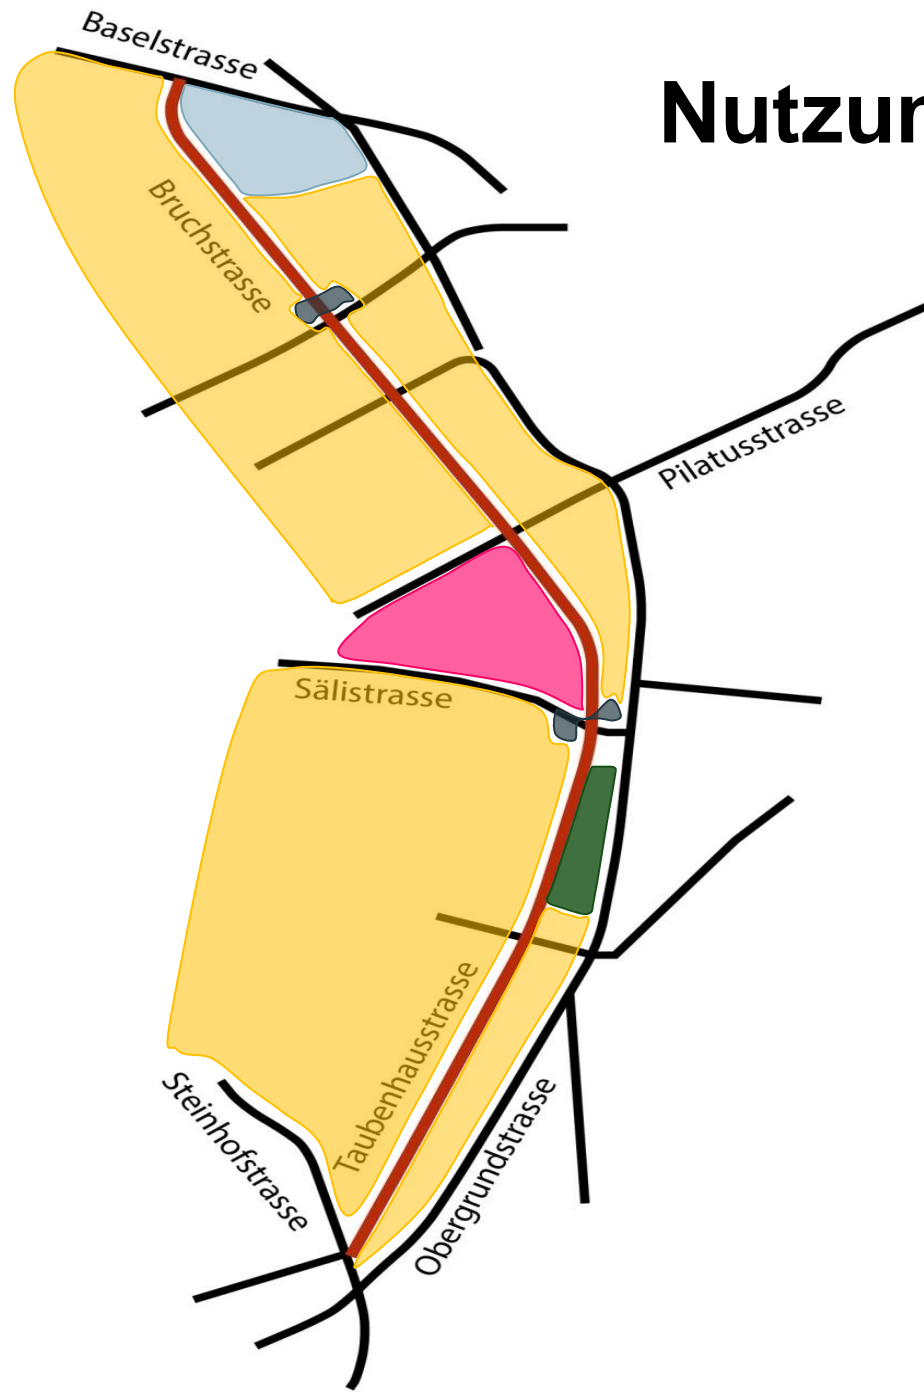 Baselstrasse
Nutzun
Bruchstrasse
Pilatusstrasse
Sälistrasse
Taubenhausstrasse
Steinhofstrasse
Obergrundstrasse